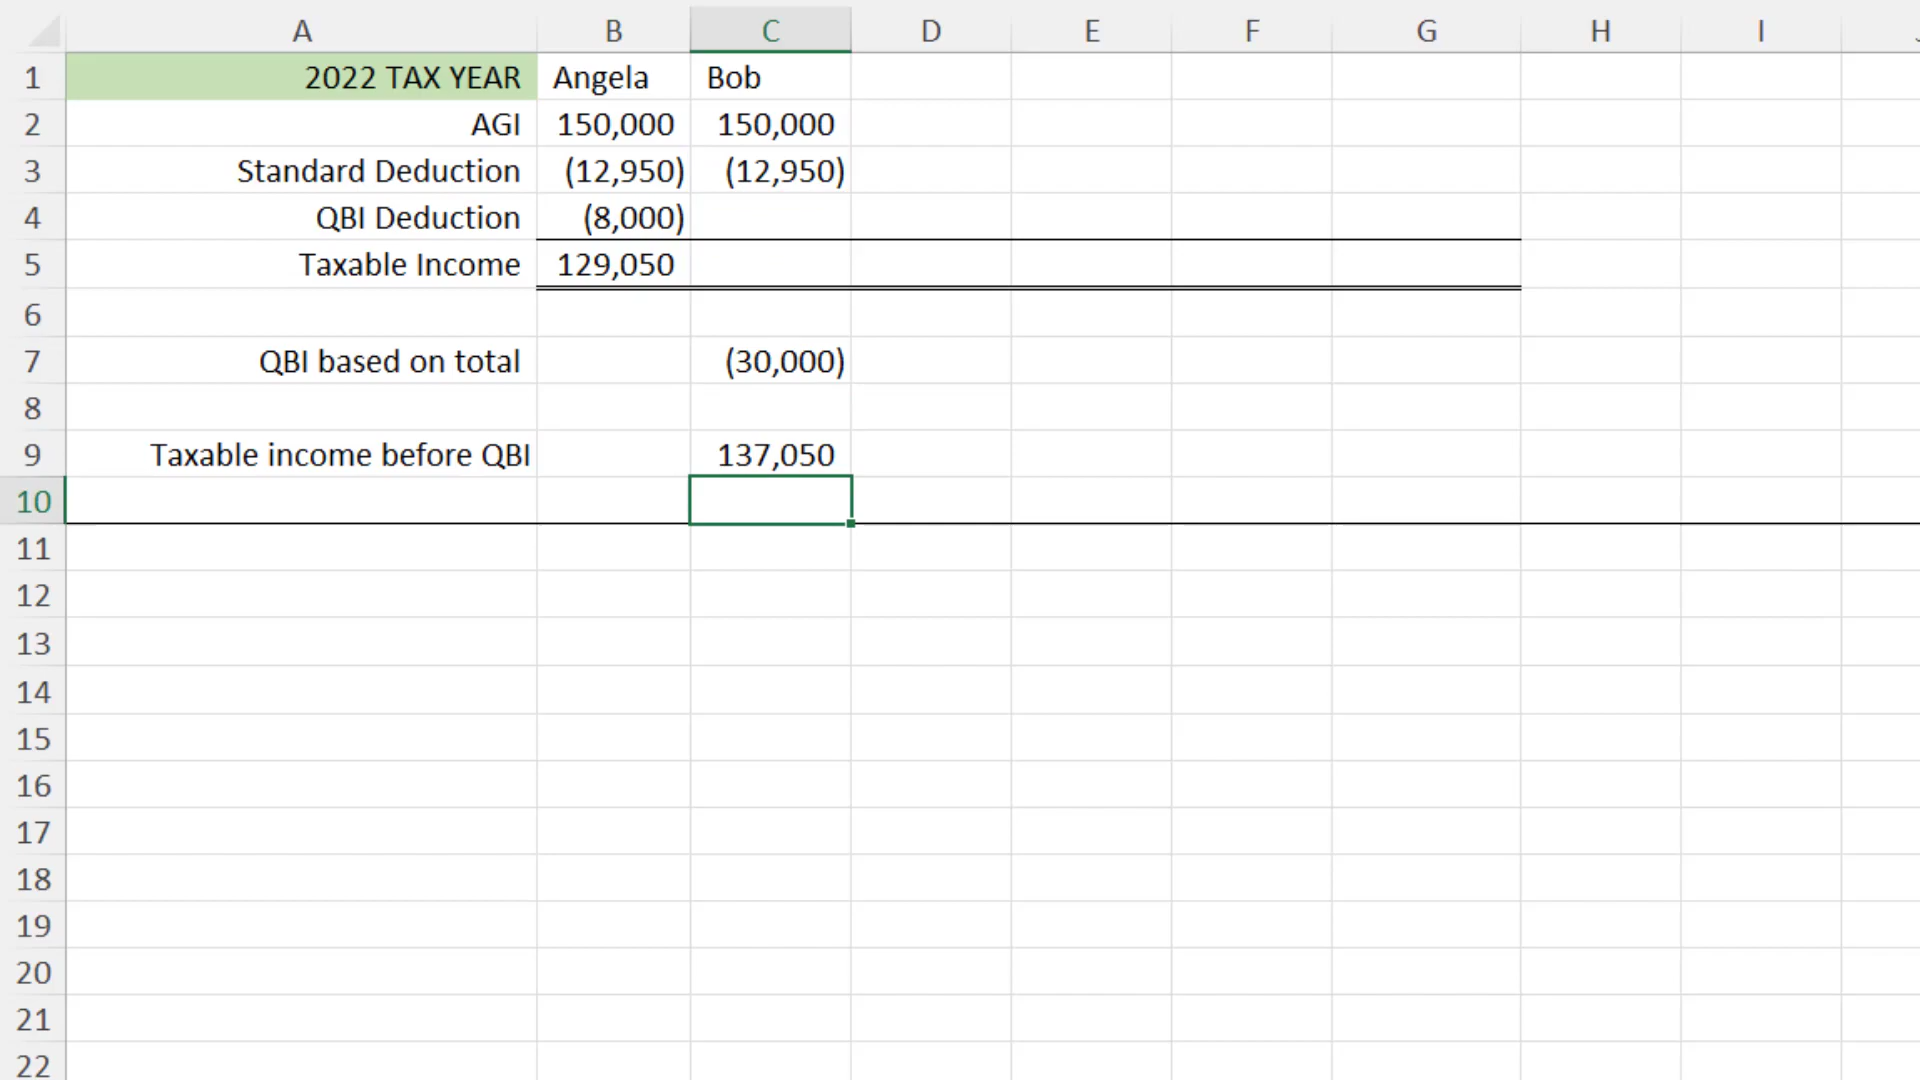 A B C D E F G H I
1 2022 TAX YEAR Angela Bob
2 AGI 150,000 150,000
3 Standard Deduction (12,950) (12,950)
4 QBI Deduction (8,000)
5 Taxable Income 129,050
6
7 QBI based on total (30,000)
8
9 Taxable income before QBI 137,050
10
11
12
13
14
15
16
17
18
19
20
21
22